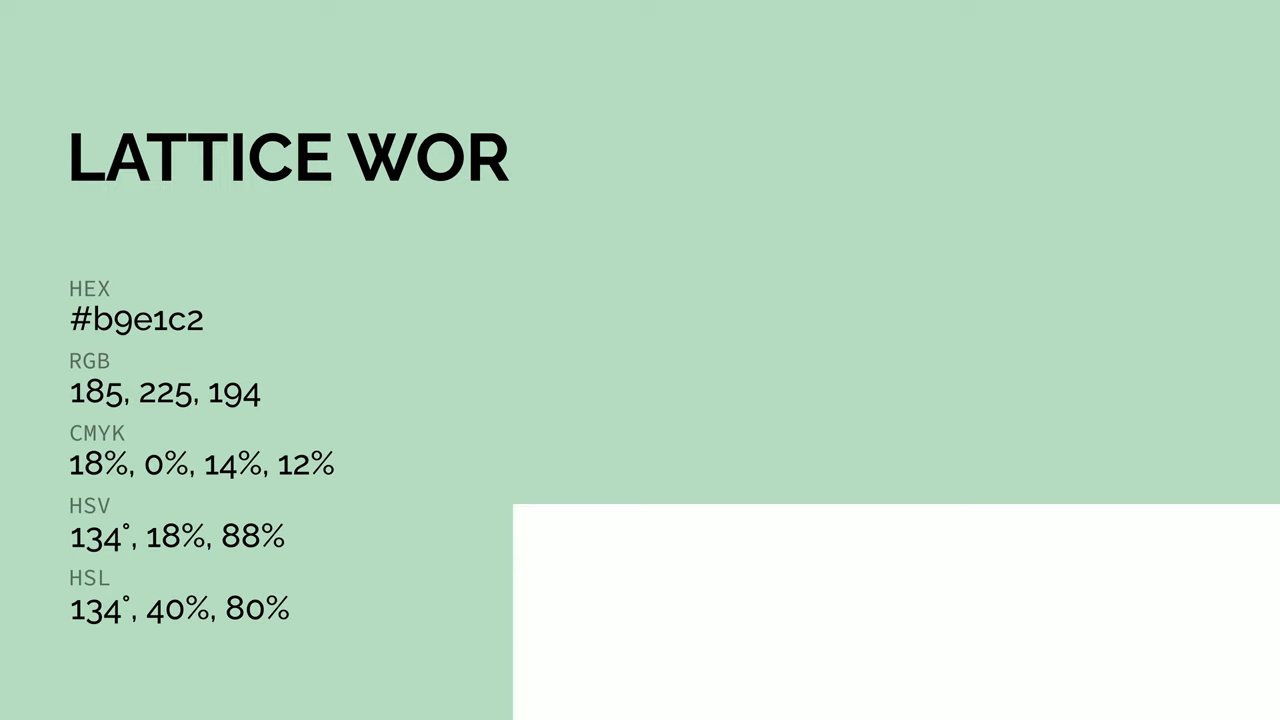 LATTICE WOR
HEX
#b9e1c2
RGB
185, 225, 194
CMYK
18%, 0%, 14%, 12%
HSV
134°, 18%, 88%
HSL
134°, 40%, 80%